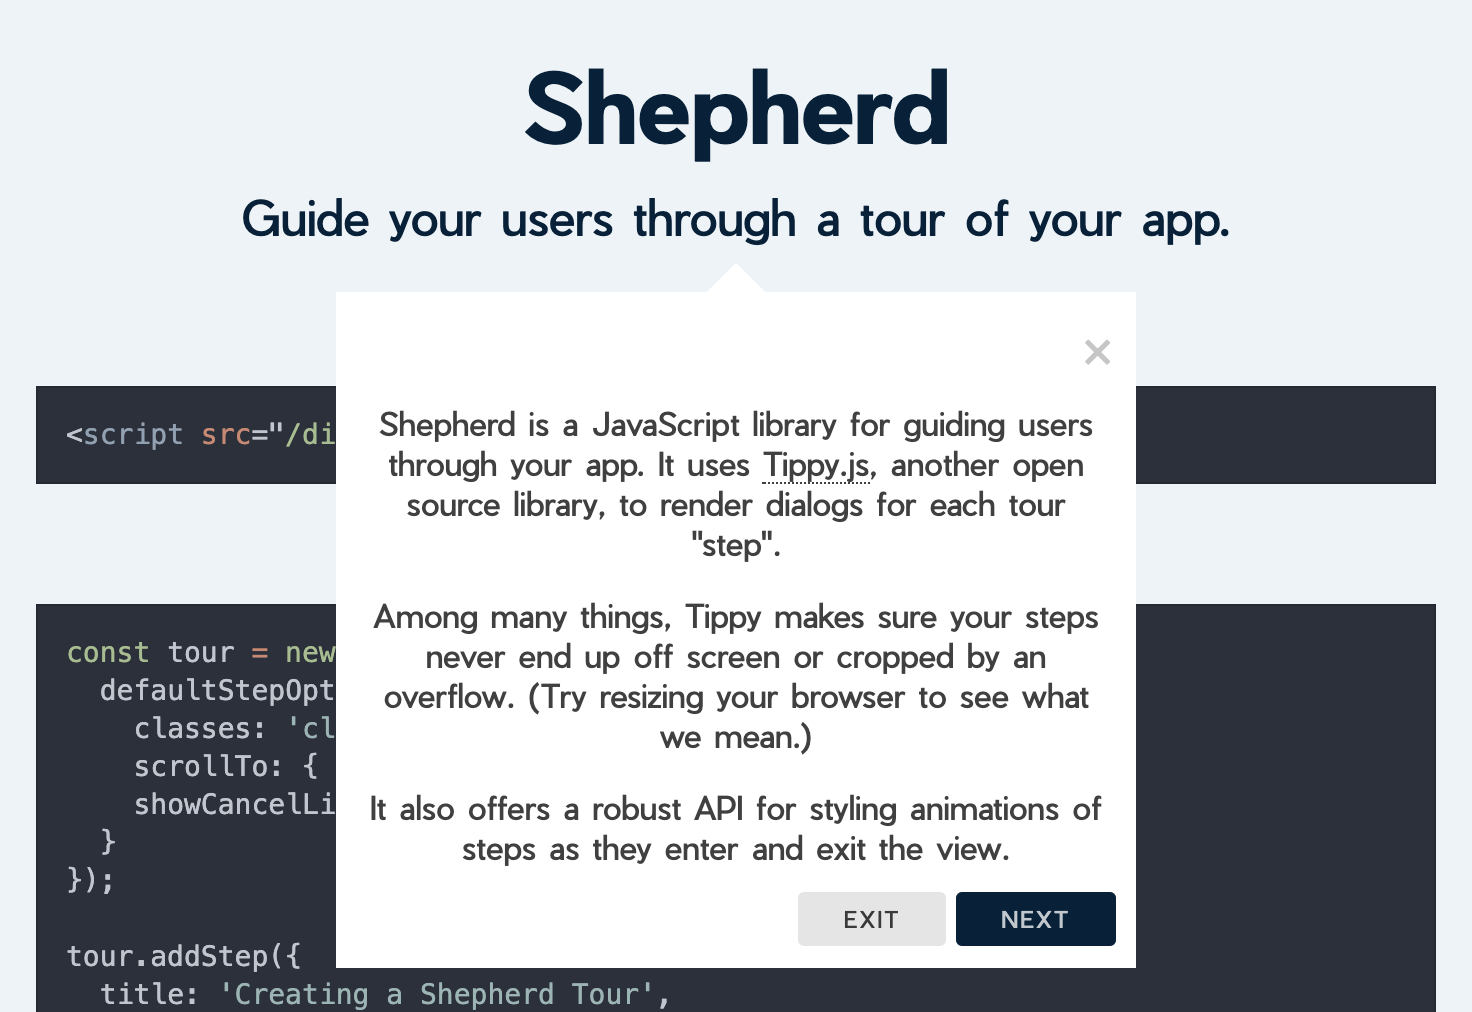 Shepherd
Guide your users through a tour of your app.
×
<script src="/di
Shepherd is a JavaScript library for guiding users
through your app. It uses Tippy.js, another open
source library, to render dialogs for each tour
"step".
Among many things, Tippy makes sure your steps
never end up off screen or cropped by an
overflow. (Try resizing your browser to see what
we mean.)
It also offers a robust API for styling animations of
steps as they enter and exit the view.
EXIT NEXT
const tour = new
defaultStepOpt
classes: 'cl
scrollTo: {
showCancelLi
}
});
tour.addStep({
title: 'Creating a Shepherd Tour',